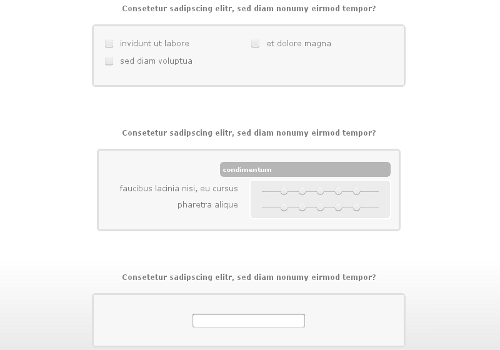 Consetetur sadipscing elitr, sed diam nonumy eirmod tempor?
invidunt ut labore
et dolore magna
sed diam voluptua
Consetetur sadipscing elitr, sed diam nonumy eirmod tempor?
condimentum
faucibus lacinia nisi, eu cursus
pharetra alique
Consetetur sadipscing elitr, sed diam nonumy eirmod tempor?